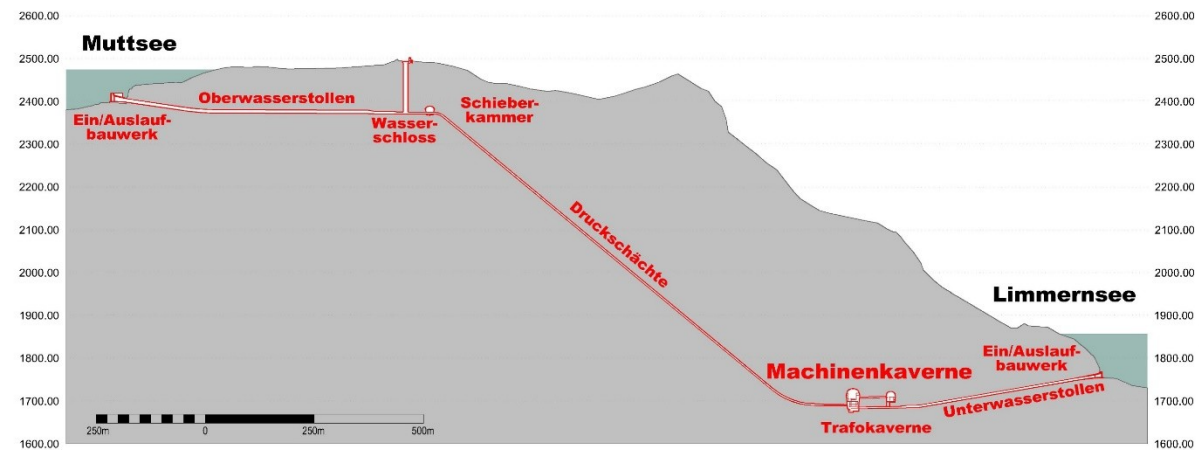 2600.00
2600.00
Muttsee
2500.00
2500.00
Oberwasserstollen
Schieber-
kammer
2400.00
2400.00
Ein/Auslauf-
bauwerk
Wasser-
schloss
2300.00
2300.00
2200.00
2200.00
Druckschächte
2100.00
2100.00
2000.00
2000.00
Limmernsee
1900.00
1900.00
Ein/Auslauf-
bauwerk
1800.00
1800.00
Machinenkaverne
1700.00
1700.00
Unterwasserstollen
Trafokaverne
250m
0
250m
500m
1600.00
1600.00